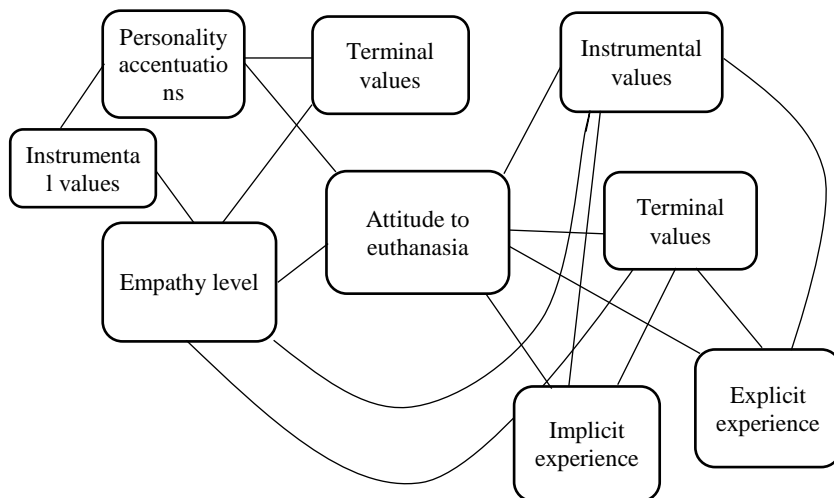 Personality
accentuatio
ns
Terminal
values
Instrumental
values
Instrumenta
l values
Attitude to
euthanasia
Terminal
values
Empathy level
Implicit
experience
Explicit
experience